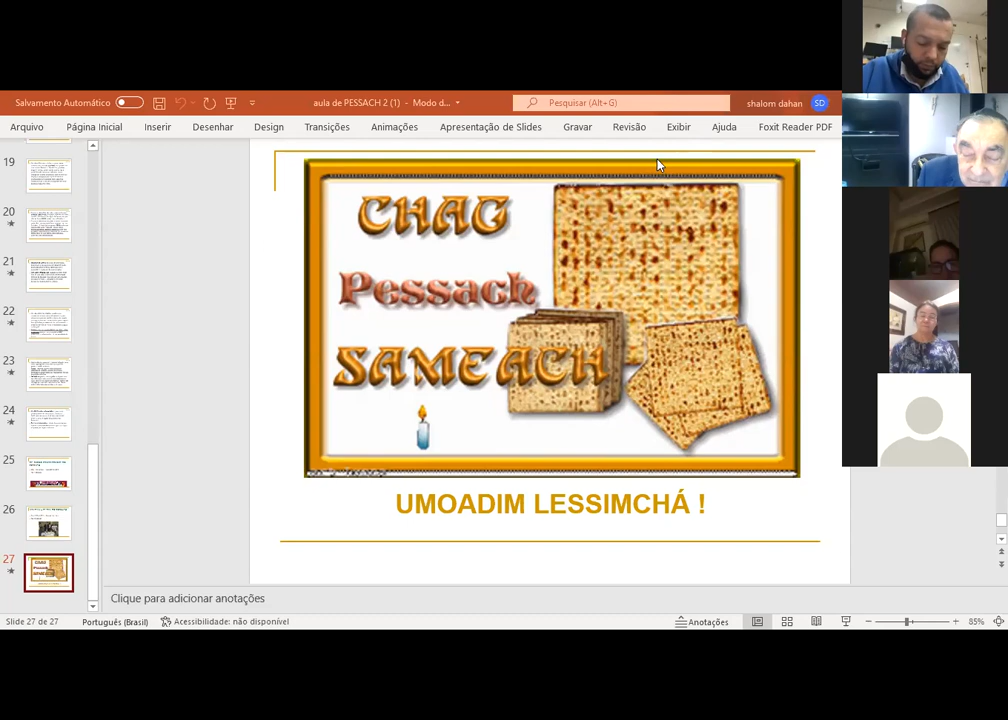 Salvamento Automático
aula de PESSACH 2 (1) - Modo d...
Pesquisar (Alt+G)
shalom dahan
SD
Arquivo
Página Inicial
Inserir
Desenhar
Design
Transições
Animações
Apresentação de Slides
Gravar
Revisão
Exibir
Ajuda
Foxit Reader PDF
19
20
21
22
23
24
25
26
27
CHAG
Pessach
SAMEACH
UMOADIM LESSIMCHÁ !
Clique para adicionar anotações
Slide 27 de 27
Português (Brasil)
Acessibilidade: não disponível
Anotações
85%